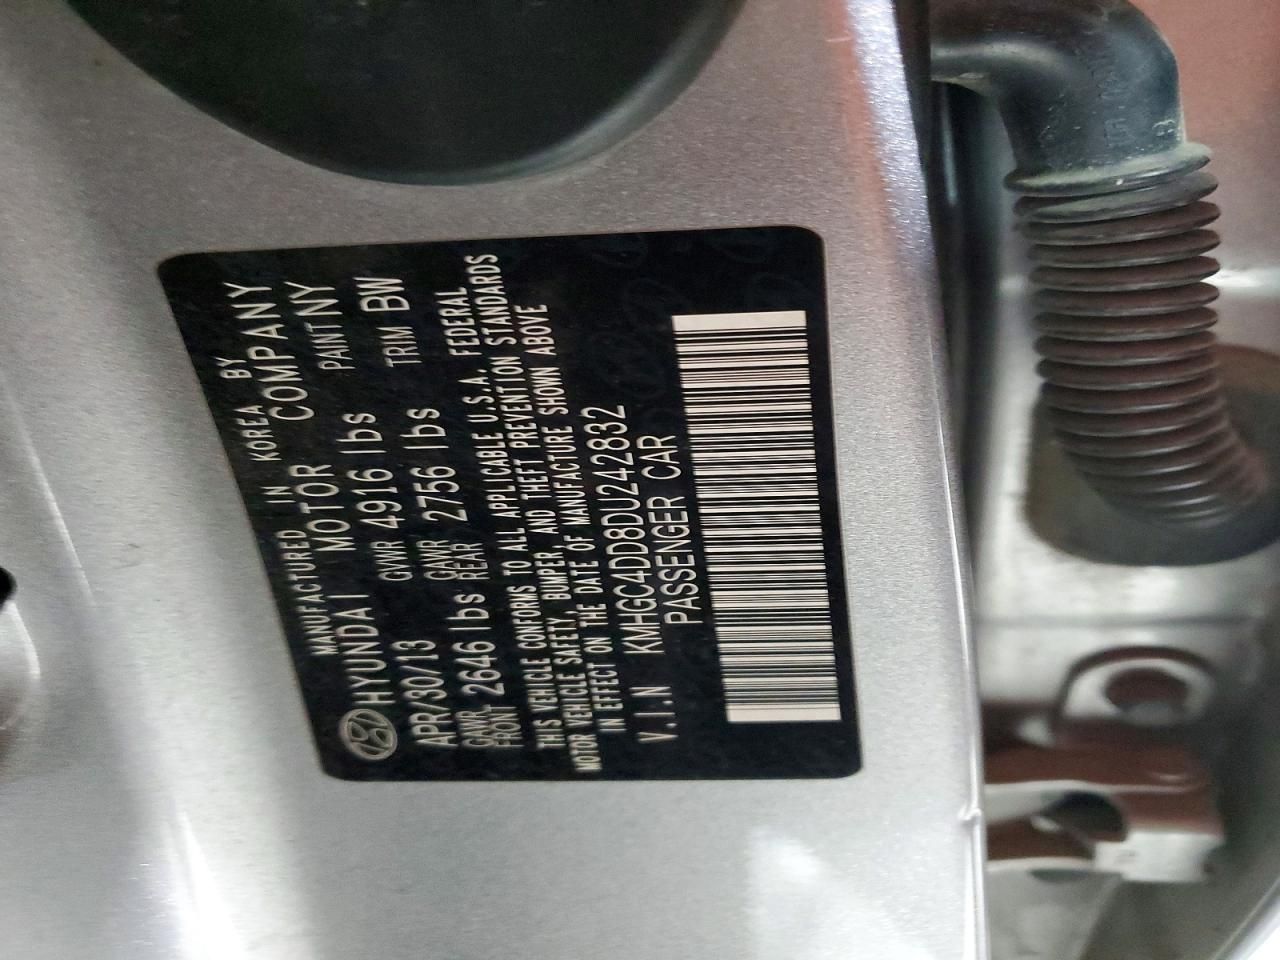 MANUFACTURED IN KOREA BY
HYUNDAI MOTOR COMPANY
APR/30/13 GVWR 4916 lbs PAINT NY
GAWR FRONT 2646 lbs GAWR REAR 2756 lbs TRIM BW
THIS VEHICLE CONFORMS TO ALL APPLICABLE U.S.A. FEDERAL
MOTOR VEHICLE SAFETY, BUMPER, AND THEFT PREVENTION STANDARDS
IN EFFECT ON THE DATE OF MANUFACTURE SHOWN ABOVE
V.I.N KMHGC4DD8DU242832
PASSENGER CAR